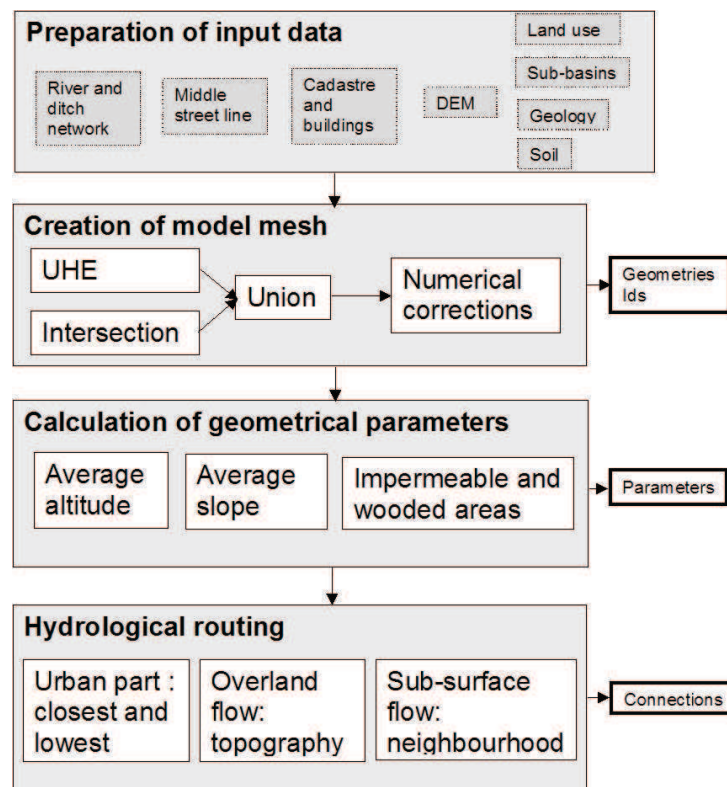 Preparation of input data
River and
ditch
network
Middle
street line
Cadastre
and
buildings
DEM
Land use
Sub-basins
Geology
Soil
Creation of model mesh
UHE
Intersection
Union
Numerical
corrections
Geometries
Ids
Calculation of geometrical parameters
Average
altitude
Average
slope
Impermeable and
wooded areas
Parameters
Hydrological routing
Urban part :
closest and
lowest
Overland
flow:
topography
Sub-surface
flow:
neighbourhood
Connections